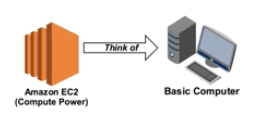 Think of
Amazon EC2
(Compute Power)
Basic Computer